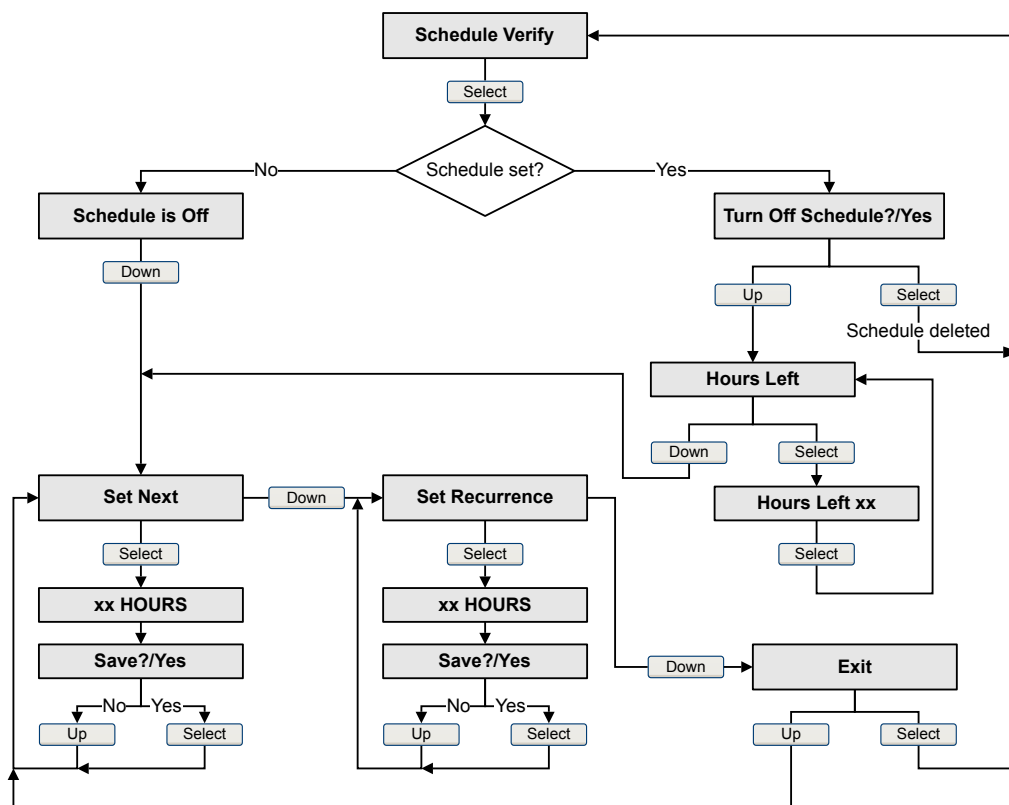 Schedule Verify
Select
Schedule set?
No
Yes
Schedule is Off
Turn Off Schedule?/Yes
Down
Up
Select
Schedule deleted
Hours Left
Down
Select
Set Next
Down
Set Recurrence
Hours Left xx
Select
Select
Select
xx HOURS
xx HOURS
Save?/Yes
Save?/Yes
Down
Exit
No
Yes
No
Yes
Up
Select
Up
Select
Up
Select